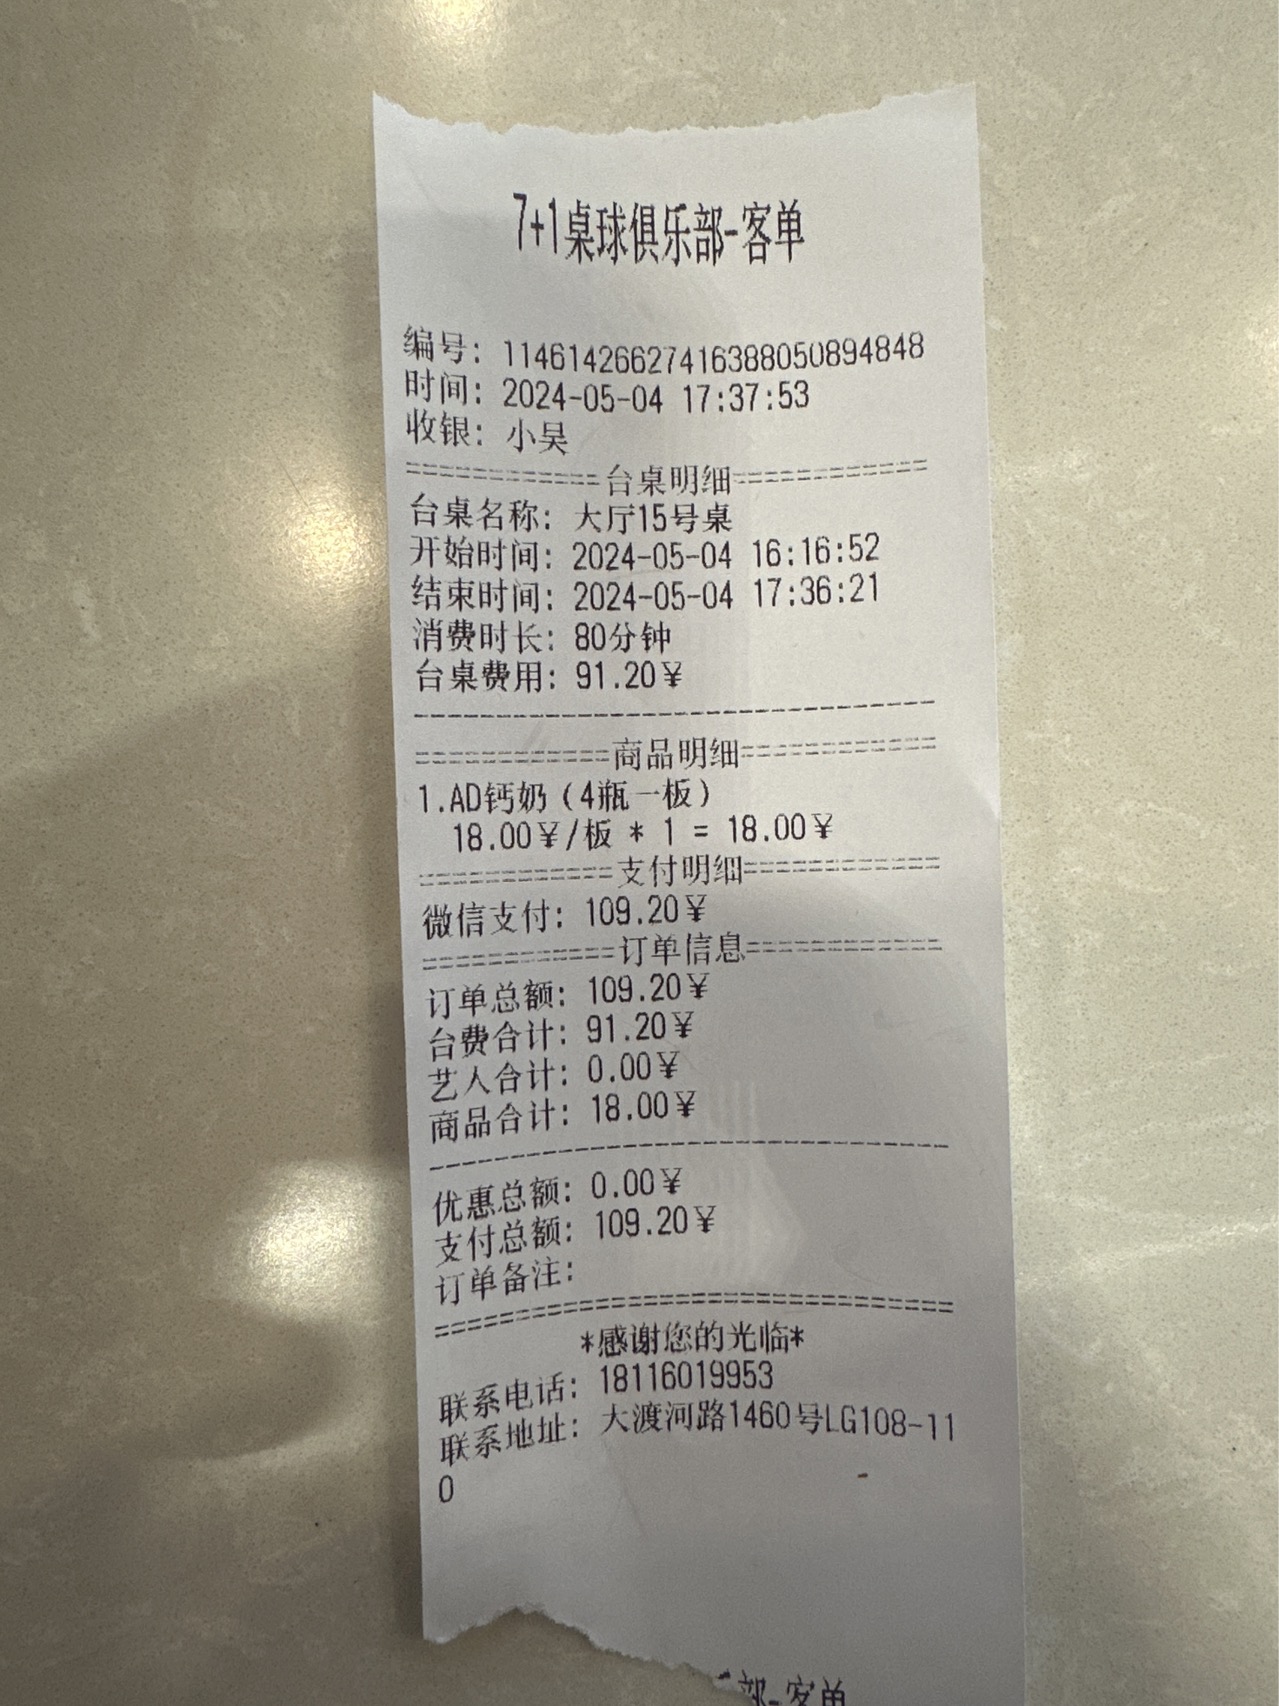 7+1桌球俱乐部-客单
编号: 11461426627416388050894848
时间: 2024-05-04 17:37:53
收银: 小吴
============台桌明细============
台桌名称: 大厅15号桌
开始时间: 2024-05-04 16:16:52
结束时间: 2024-05-04 17:36:21
消费时长: 80分钟
台桌费用: 91.20¥
--------------------------------
============商品明细============
1.AD钙奶（4瓶一板）
18.00¥/板 * 1 = 18.00¥
============支付明细============
微信支付: 109.20¥
============订单信息============
订单总额: 109.20¥
台费合计: 91.20¥
艺人合计: 0.00¥
商品合计: 18.00¥
--------------------------------
优惠总额: 0.00¥
支付总额: 109.20¥
订单备注:
================================
*感谢您的光临*
联系电话: 18116019953
联系地址: 大渡河路1460号LG108-11
0
部-客单